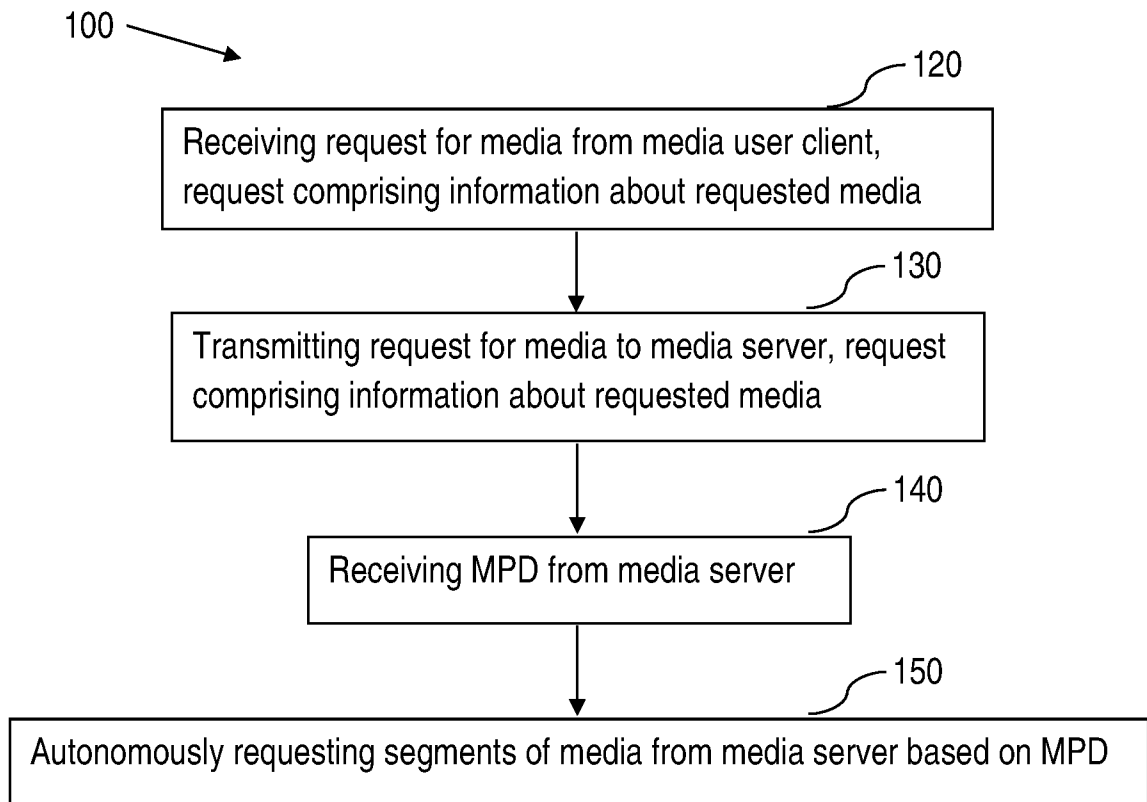 100
120
Receiving request for media from media user client,
request comprising information about requested media
130
Transmitting request for media to media server, request
comprising information about requested media
140
Receiving MPD from media server
150
Autonomously requesting segments of media from media server based on MPD